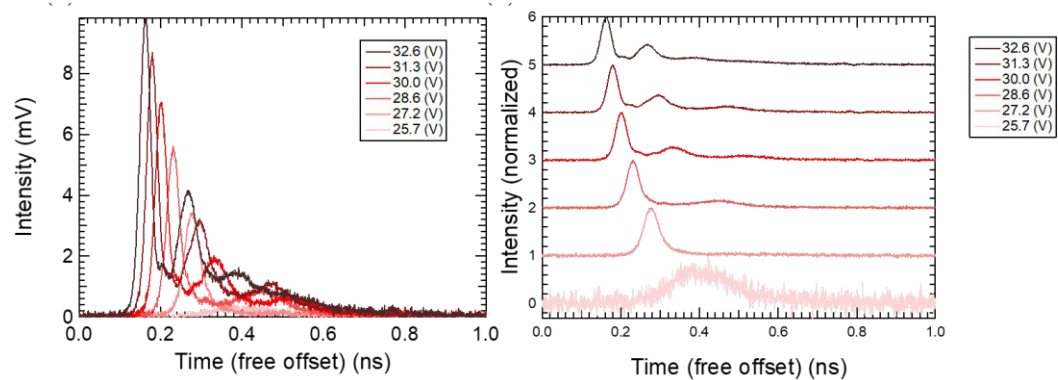 8
6
4
2
0
Intensity (mV)
32.6 (V)
31.3 (V)
30.0 (V)
28.6 (V)
27.2 (V)
25.7 (V)
0.0 0.2 0.4 0.6 0.8 1.0
Time (free offset) (ns)
6
5
4
3
2
1
0
Intensity (normalized)
0.0 0.2 0.4 0.6 0.8 1.0
Time (free offset) (ns)
32.6 (V)
31.3 (V)
30.0 (V)
28.6 (V)
27.2 (V)
25.7 (V)